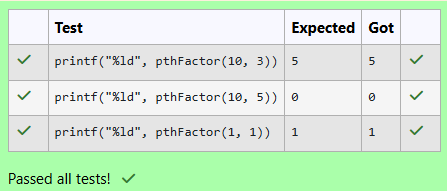 Test Expected Got
printf("%ld", pthFactor(10, 3)) 5 5
printf("%ld", pthFactor(10, 5)) 0 0
printf("%ld", pthFactor(1, 1)) 1 1
Passed all tests!